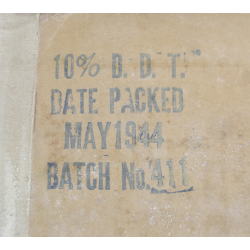 10% D. D. T."
DATE PACKED
MAY 1944
BATCH No. 411